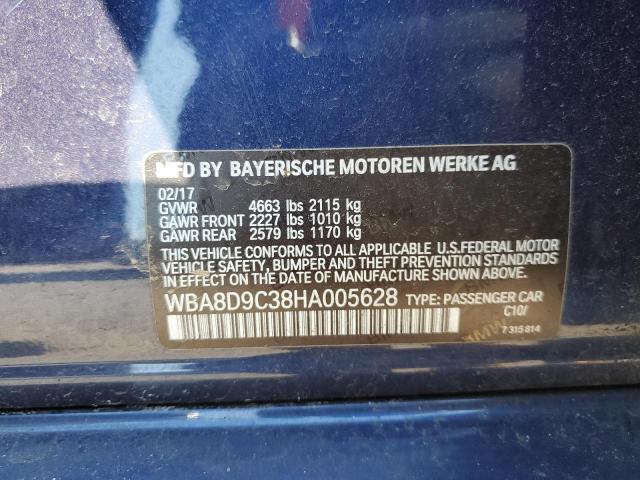 MFD BY BAYERISCHE MOTOREN WERKE AG
02/17
GVWR 4663 lbs 2115 kg
GAWR FRONT 2227 lbs 1010 kg
GAWR REAR 2579 lbs 1170 kg
THIS VEHICLE CONFORMS TO ALL APPLICABLE U.S.FEDERAL MOTOR
VEHICLE SAFETY, BUMPER AND THEFT PREVENTION STANDARDS
IN EFFECT ON DATE OF MANUFACTURE SHOWN ABOVE.
WBA8D9C38HA005628 TYPE: PASSENGER CAR
C10/
7 315 814